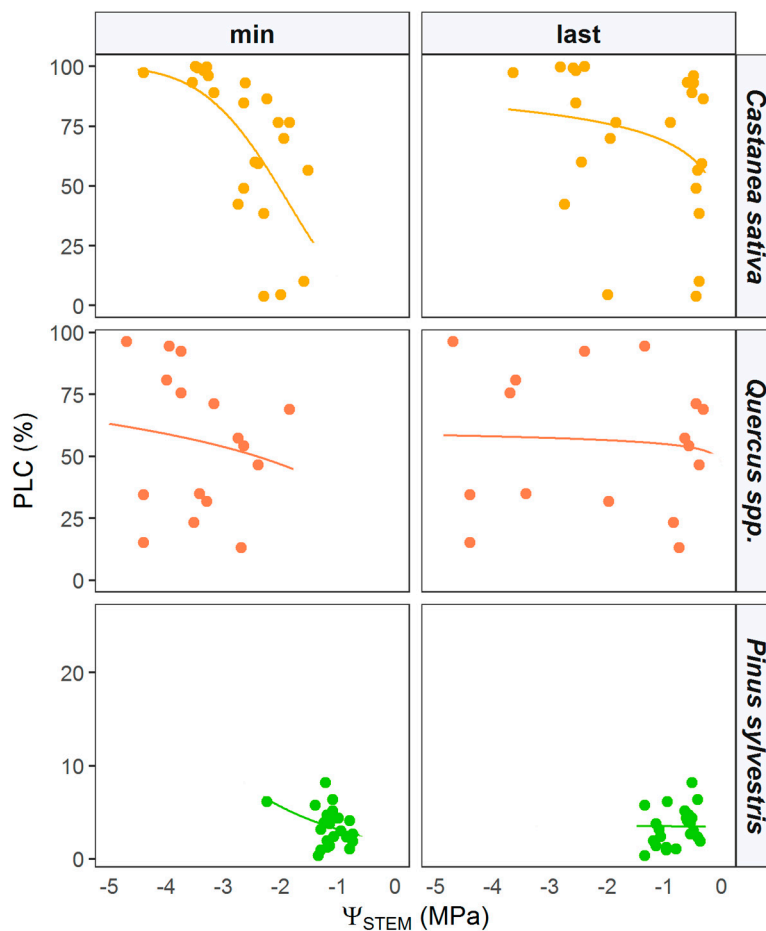 min last
100
75
50
25
0
Castanea sativa
100
75
50
25
0
Quercus spp.
PLC (%)
20
10
0
Pinus sylvestris
-5 -4 -3 -2 -1 0 -5 -4 -3 -2 -1 0
ΨSTEM (MPa)